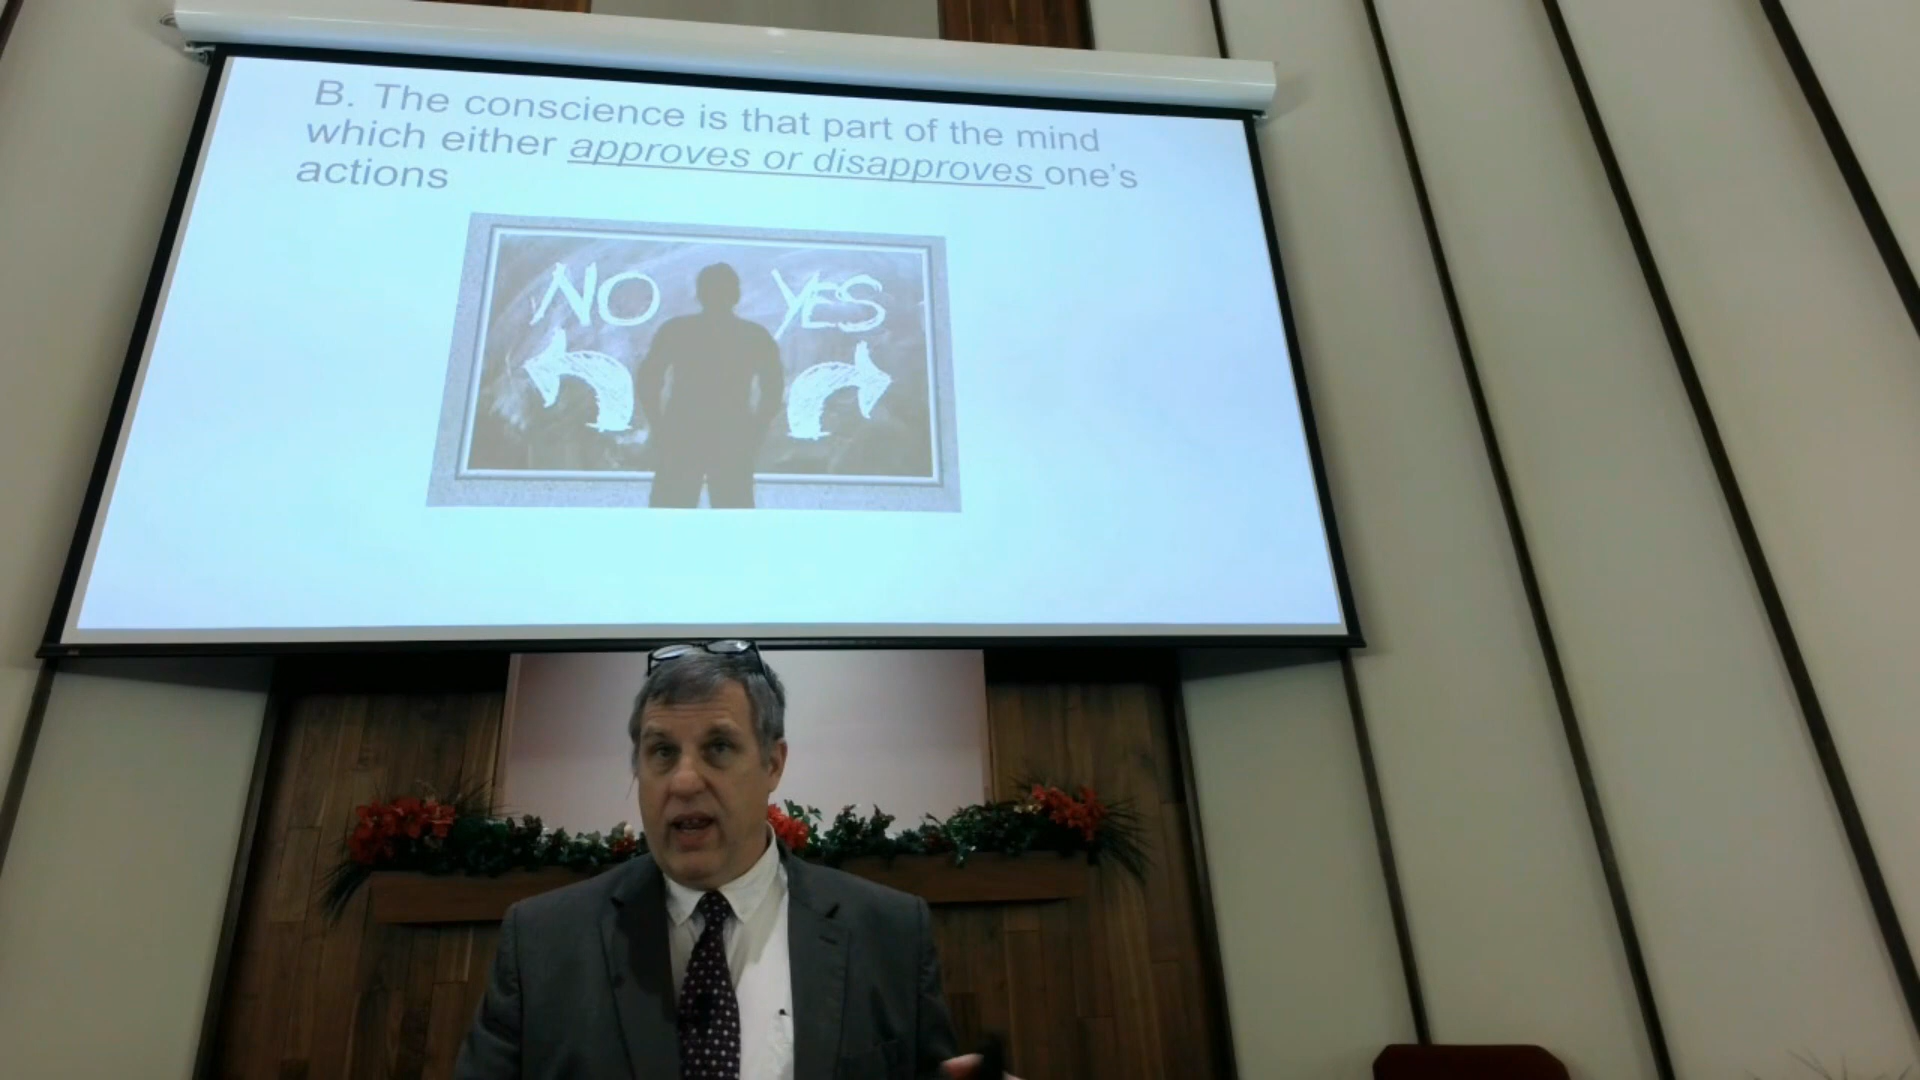 B. The conscience is that part of the mind
which either approves or disapproves one's
actions
NO YES